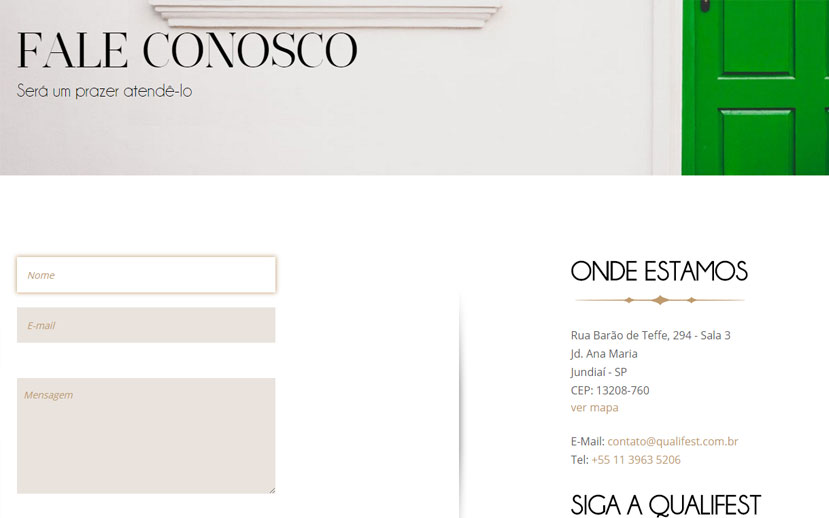 FALE CONOSCO
Será um prazer atendê-lo
Nome
E-mail
Mensagem
ONDE ESTAMOS
Rua Barão de Teffe, 294 - Sala 3
Jd. Ana Maria
Jundiaí - SP
CEP: 13208-760
ver mapa
E-Mail: contato@qualifest.com.br
Tel: +55 11 3963 5206
SIGA A QUALIFEST